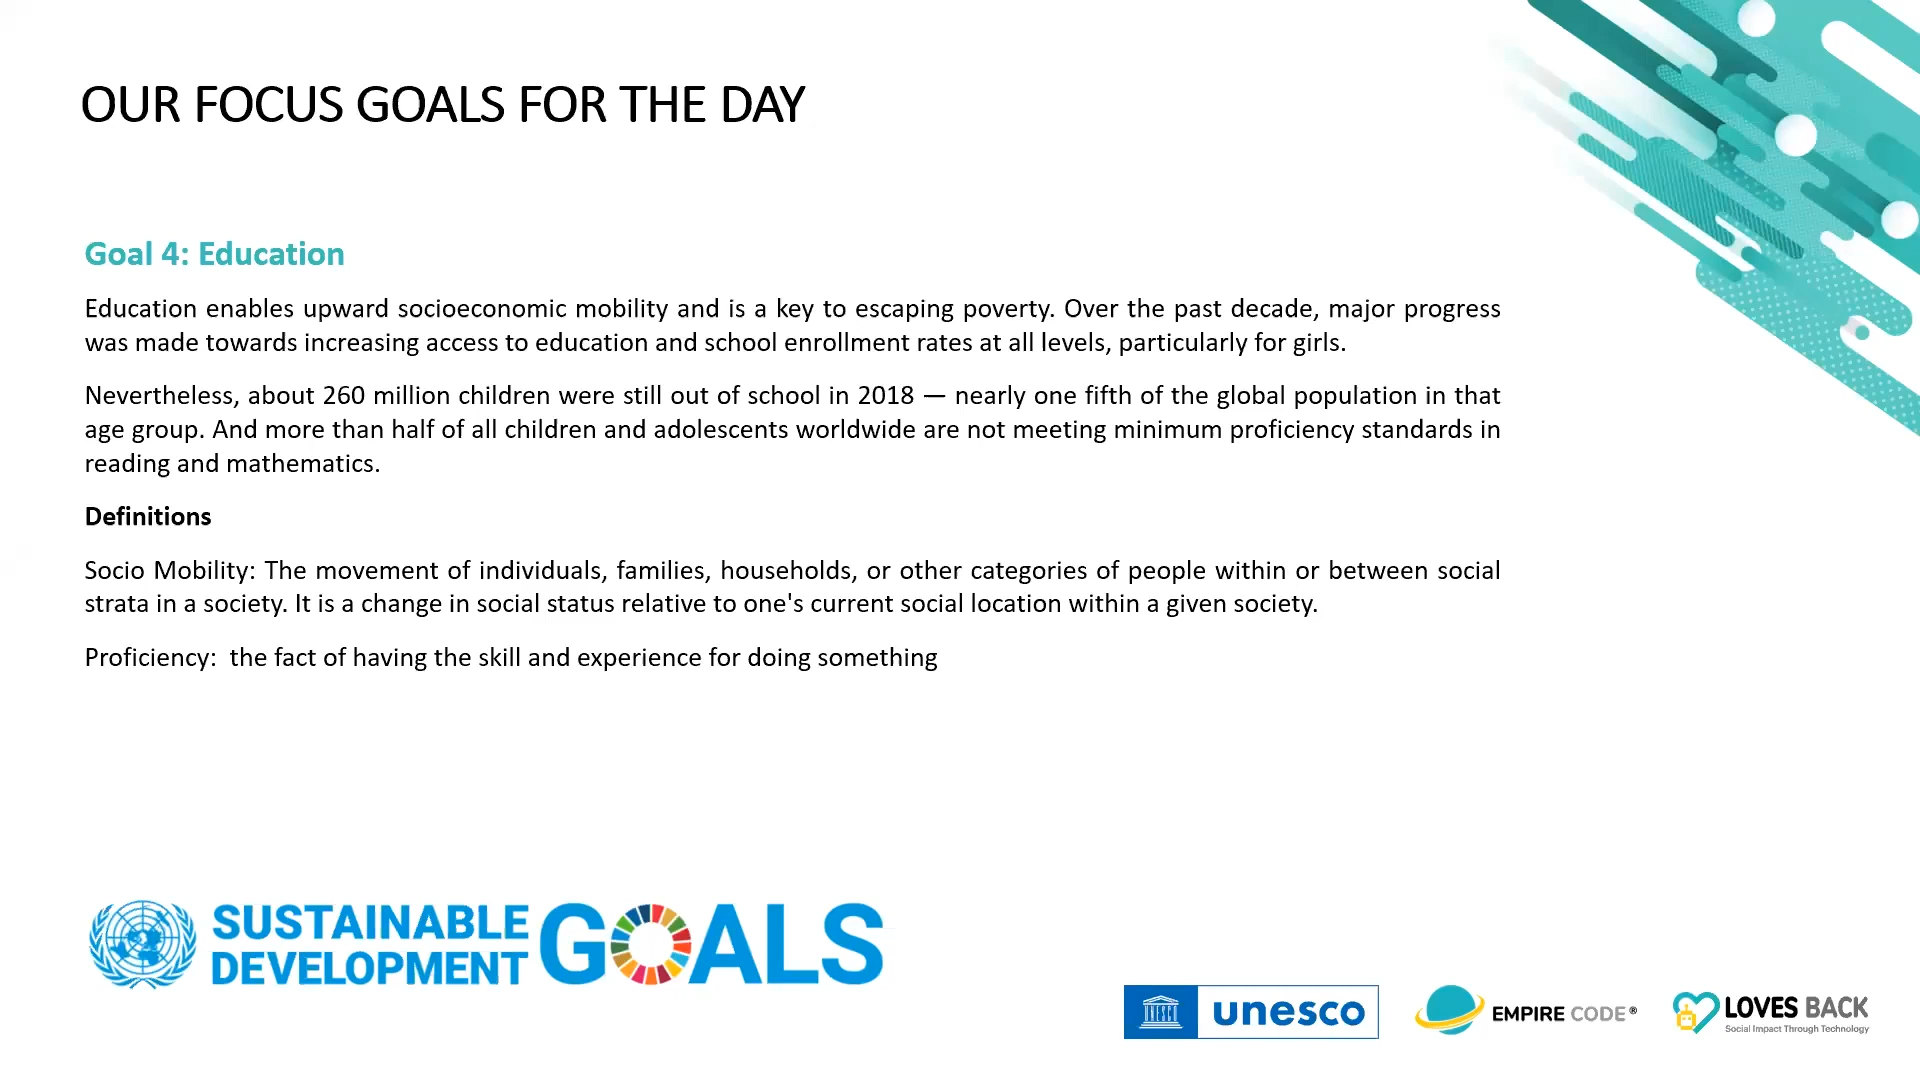 OUR FOCUS GOALS FOR THE DAY
Goal 4: Education
Education enables upward socioeconomic mobility and is a key to escaping poverty. Over the past decade, major progress
was made towards increasing access to education and school enrollment rates at all levels, particularly for girls.
Nevertheless, about 260 million children were still out of school in 2018 — nearly one fifth of the global population in that
age group. And more than half of all children and adolescents worldwide are not meeting minimum proficiency standards in
reading and mathematics.
Definitions
Socio Mobility: The movement of individuals, families, households, or other categories of people within or between social
strata in a society. It is a change in social status relative to one's current social location within a given society.
Proficiency:  the fact of having the skill and experience for doing something
SUSTAINABLE
DEVELOPMENT
GOALS
UNESCO
unesco
EMPIRE CODE®
LOVES BACK
Social Impact Through Technology